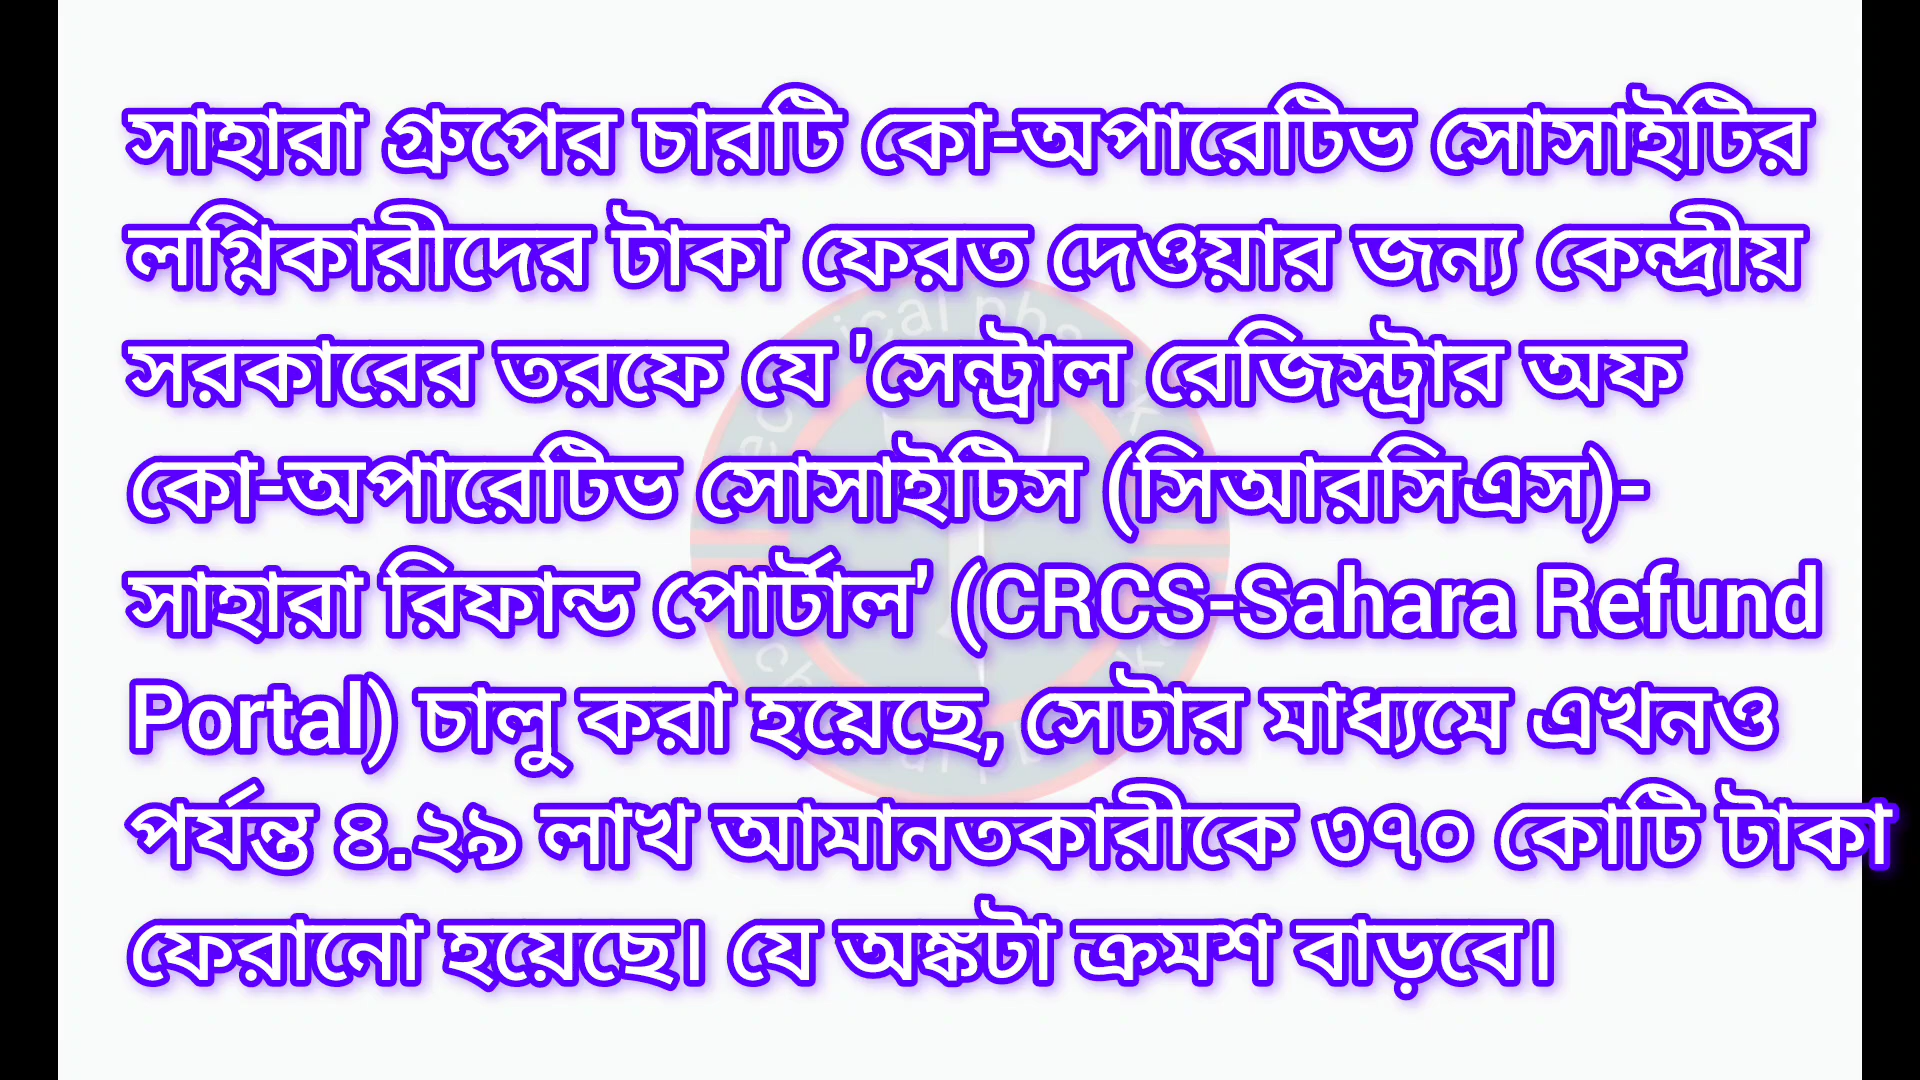 সাহারা গ্রুপের চারটি কো-অপারেটিভ সোসাইটির
লগ্নিকারীদের টাকা ফেরত দেওয়ার জন্য কেন্দ্রীয়
সরকারের তরফে যে 'সেন্ট্রাল রেজিস্ট্রার অফ
কো-অপারেটিভ সোসাইটিস (সিআরসিএস)-
সাহারা রিফান্ড পোর্টাল' (CRCS-Sahara Refund
Portal) চালু করা হয়েছে, সেটার মাধ্যমে এখনও
পর্যন্ত ৪.২৯ লাখ আমানতকারীকে ৩৭০ কোটি টাকা
ফেরানো হয়েছে। যে অঙ্কটা ক্রমশ বাড়বে।